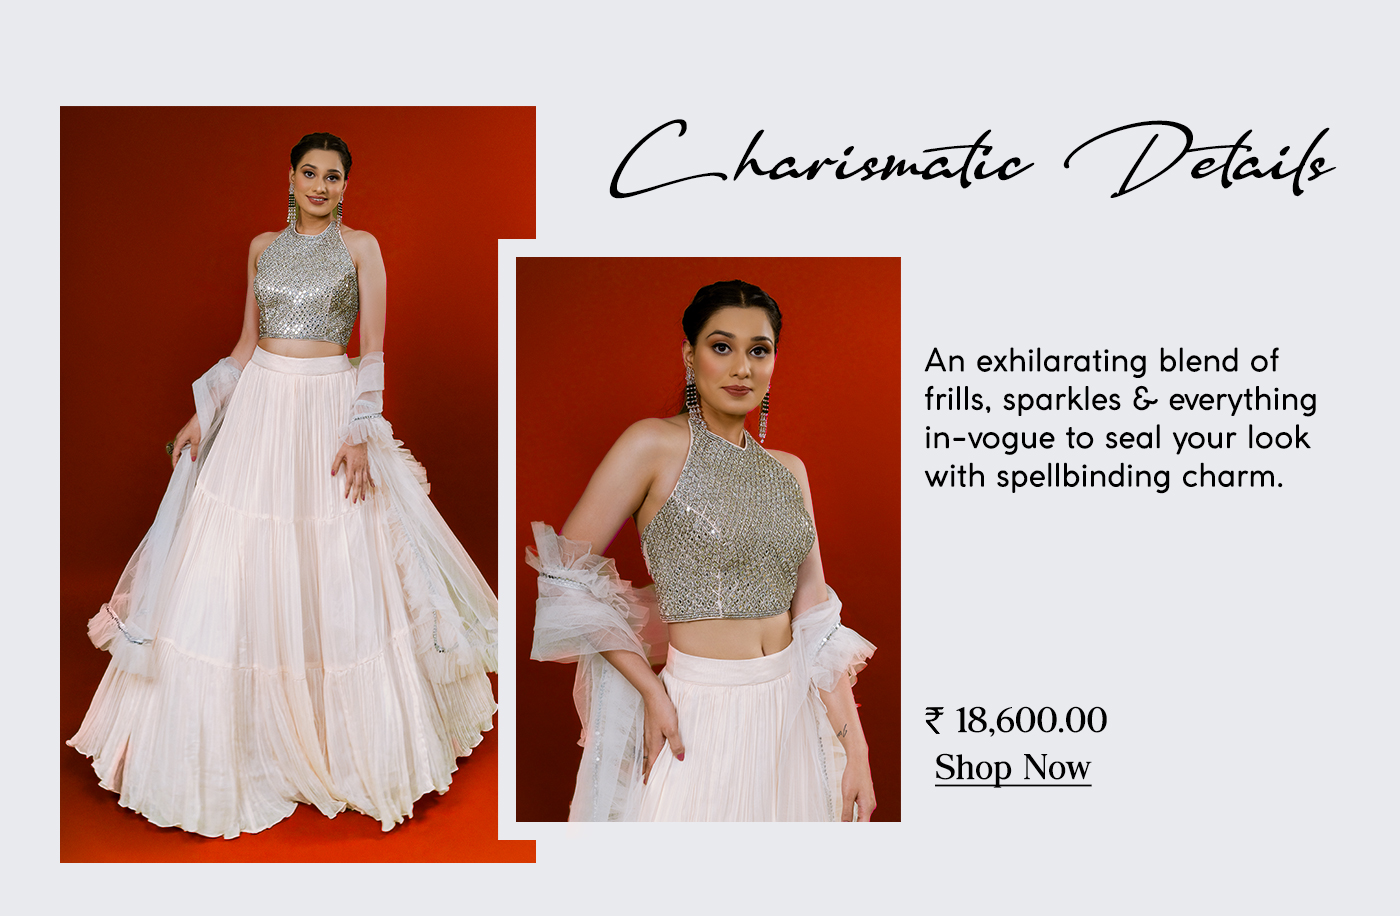 Charismatic Details
An exhilarating blend of
frills, sparkles & everything
in-vogue to seal your look
with spellbinding charm.
₹ 18,600.00
Shop Now